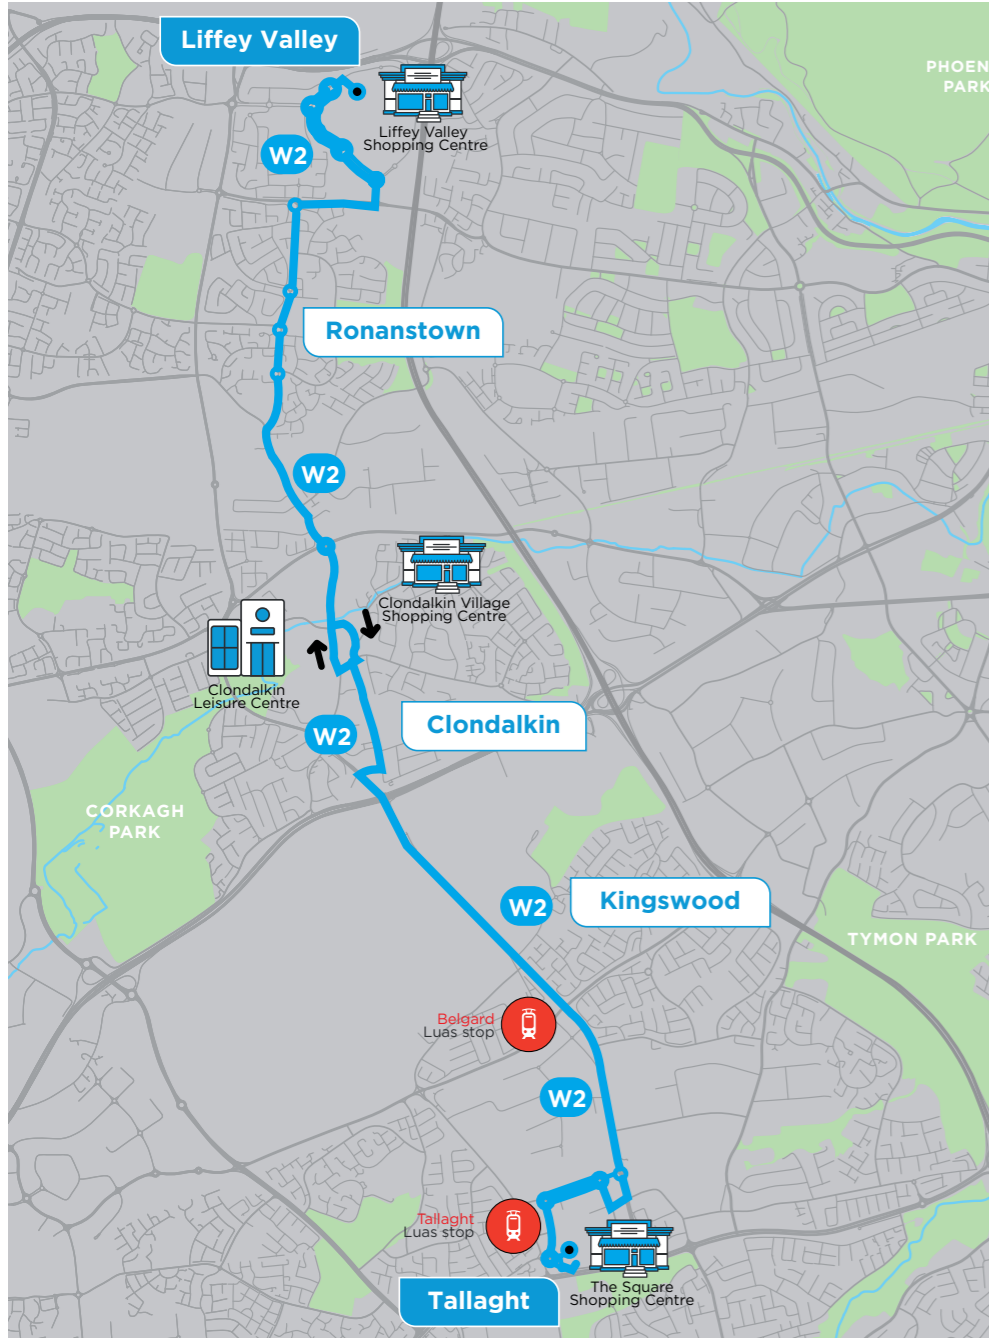 Liffey Valley
PHOEN
PARK
Liffey Valley
Shopping Centre
W2
Ronanstown
W2
Clondalkin Village
Shopping Centre
Clondalkin
Leisure Centre
Clondalkin
W2
CORKAGH
PARK
Kingswood
W2
TYMON PARK
Belgard
Luas stop
W2
Tallaght
Luas stop
The Square
Shopping Centre
Tallaght